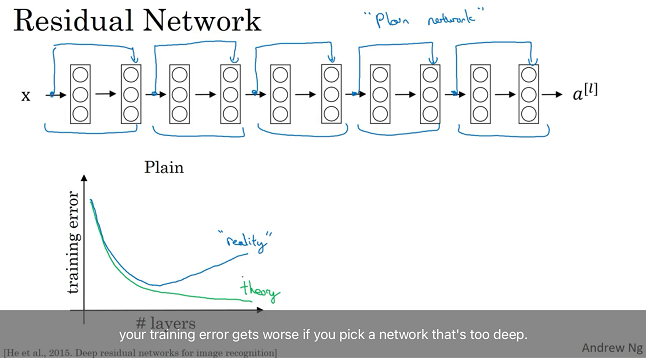 Residual Network
"Plain network"
x
a[l]
Plain
training error
"reality"
theory
# layers
your training error gets worse if you pick a network that's too deep.
[He et al., 2015. Deep residual networks for image recognition]
Andrew Ng